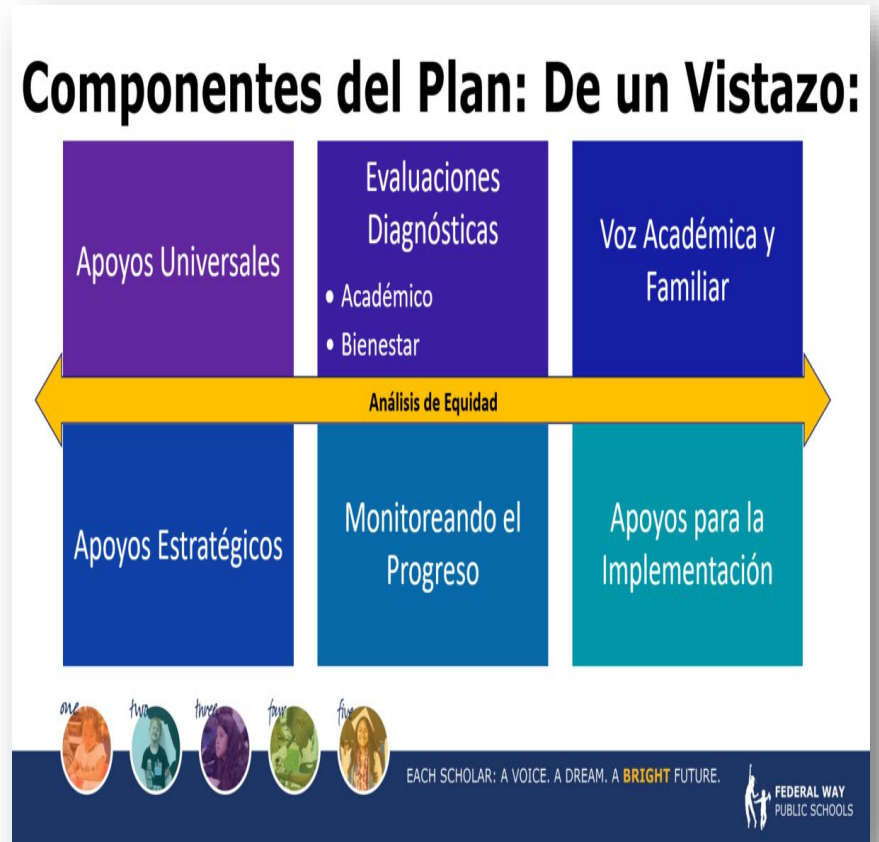 Componentes del Plan: De un Vistazo:
Apoyos Universales
Evaluaciones
Diagnósticas
• Académico
• Bienestar
Voz Académica y
Familiar
Análisis de Equidad
Apoyos Estratégicos
Monitoreando el
Progreso
Apoyos para la
Implementación
one
two
three
four
five
EACH SCHOLAR: A VOICE. A DREAM. A BRIGHT FUTURE.
FEDERAL WAY
PUBLIC SCHOOLS